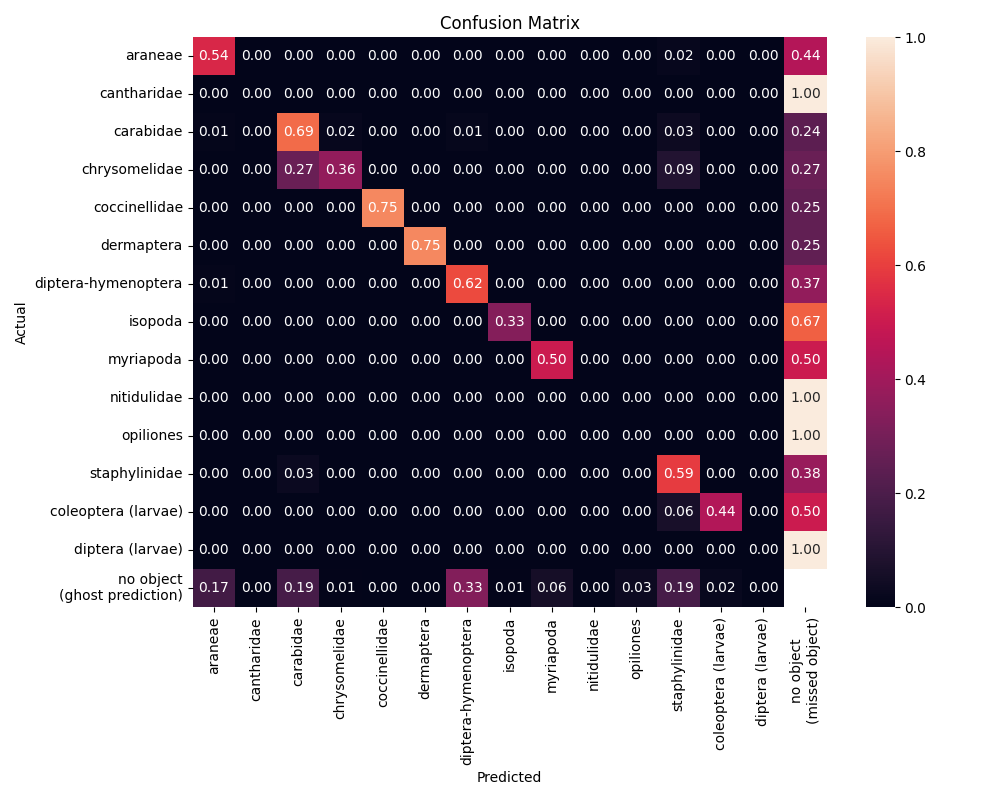 Confusion Matrix
araneae 0.54 0.00 0.00 0.00 0.00 0.00 0.00 0.00 0.00 0.00 0.00 0.02 0.00 0.00 0.44
cantharidae 0.00 0.00 0.00 0.00 0.00 0.00 0.00 0.00 0.00 0.00 0.00 0.00 0.00 0.00 1.00
carabidae 0.01 0.00 0.69 0.02 0.00 0.00 0.01 0.00 0.00 0.00 0.00 0.03 0.00 0.00 0.24
chrysomelidae 0.00 0.00 0.27 0.36 0.00 0.00 0.00 0.00 0.00 0.00 0.00 0.09 0.00 0.00 0.27
coccinellidae 0.00 0.00 0.00 0.00 0.75 0.00 0.00 0.00 0.00 0.00 0.00 0.00 0.00 0.00 0.25
dermaptera 0.00 0.00 0.00 0.00 0.00 0.75 0.00 0.00 0.00 0.00 0.00 0.00 0.00 0.00 0.25
diptera-hymenoptera 0.01 0.00 0.00 0.00 0.00 0.00 0.62 0.00 0.00 0.00 0.00 0.00 0.00 0.00 0.37
isopoda 0.00 0.00 0.00 0.00 0.00 0.00 0.00 0.33 0.00 0.00 0.00 0.00 0.00 0.00 0.67
myriapoda 0.00 0.00 0.00 0.00 0.00 0.00 0.00 0.00 0.50 0.00 0.00 0.00 0.00 0.00 0.50
nitidulidae 0.00 0.00 0.00 0.00 0.00 0.00 0.00 0.00 0.00 0.00 0.00 0.00 0.00 0.00 1.00
opiliones 0.00 0.00 0.00 0.00 0.00 0.00 0.00 0.00 0.00 0.00 0.00 0.00 0.00 0.00 1.00
staphylinidae 0.00 0.00 0.03 0.00 0.00 0.00 0.00 0.00 0.00 0.00 0.00 0.59 0.00 0.00 0.38
coleoptera (larvae) 0.00 0.00 0.00 0.00 0.00 0.00 0.00 0.00 0.00 0.00 0.00 0.06 0.44 0.00 0.50
diptera (larvae) 0.00 0.00 0.00 0.00 0.00 0.00 0.00 0.00 0.00 0.00 0.00 0.00 0.00 0.00 1.00
no object
(ghost prediction) 0.17 0.00 0.19 0.01 0.00 0.00 0.33 0.01 0.06 0.00 0.03 0.19 0.02 0.00
Actual
araneae
cantharidae
carabidae
chrysomelidae
coccinellidae
dermaptera
diptera-hymenoptera
isopoda
myriapoda
nitidulidae
opiliones
staphylinidae
coleoptera (larvae)
diptera (larvae)
no object
(missed object)
Predicted
1.0
0.8
0.6
0.4
0.2
0.0